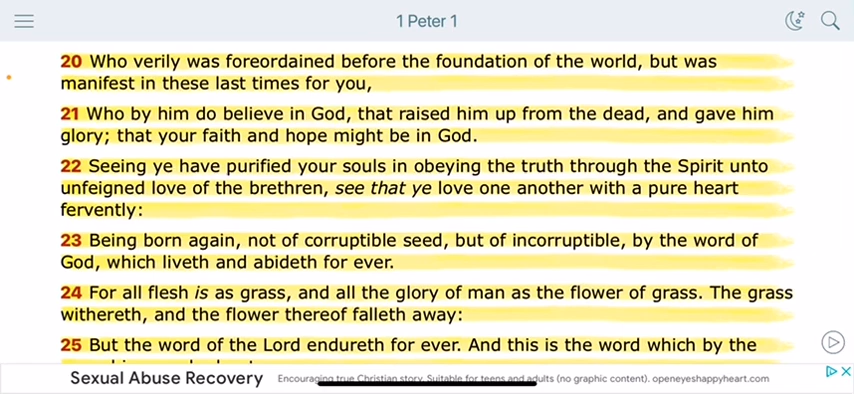 1 Peter 1
20 Who verily was foreordained before the foundation of the world, but was
manifest in these last times for you,
21 Who by him do believe in God, that raised him up from the dead, and gave him
glory; that your faith and hope might be in God.
22 Seeing ye have purified your souls in obeying the truth through the Spirit unto
unfeigned love of the brethren, see that ye love one another with a pure heart
fervently:
23 Being born again, not of corruptible seed, but of incorruptible, by the word of
God, which liveth and abideth for ever.
24 For all flesh is as grass, and all the glory of man as the flower of grass. The grass
withereth, and the flower thereof falleth away:
25 But the word of the Lord endureth for ever. And this is the word which by the
Sexual Abuse Recovery Encouraging true Christian story. Suitable for teens and adults (no graphic content). openeyeshappyheart.com